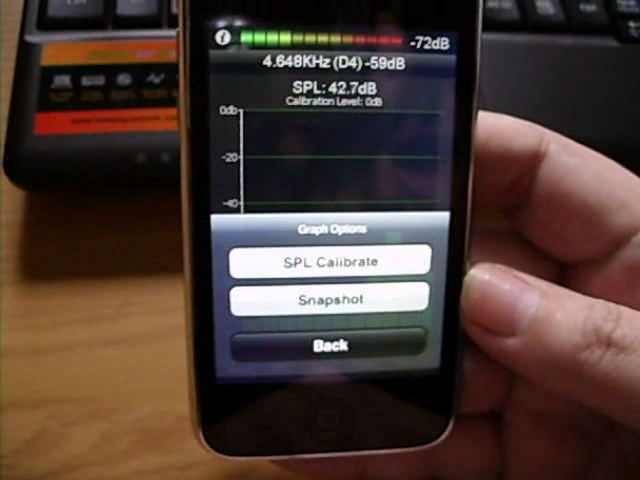 -72dB
4.648KHz (D4) -59dB
SPL: 42.7dB
Calibration Level: 0dB
0db
-20
-40
Graph Options
SPL Calibrate
Snapshot
Back